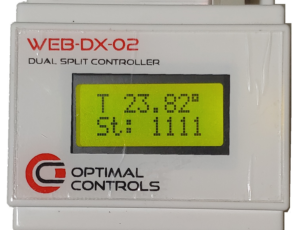 WEB-DX-02
DUAL SPLIT CONTROLLER
T 23.82°
St: 1111
OPTIMAL
CONTROLS